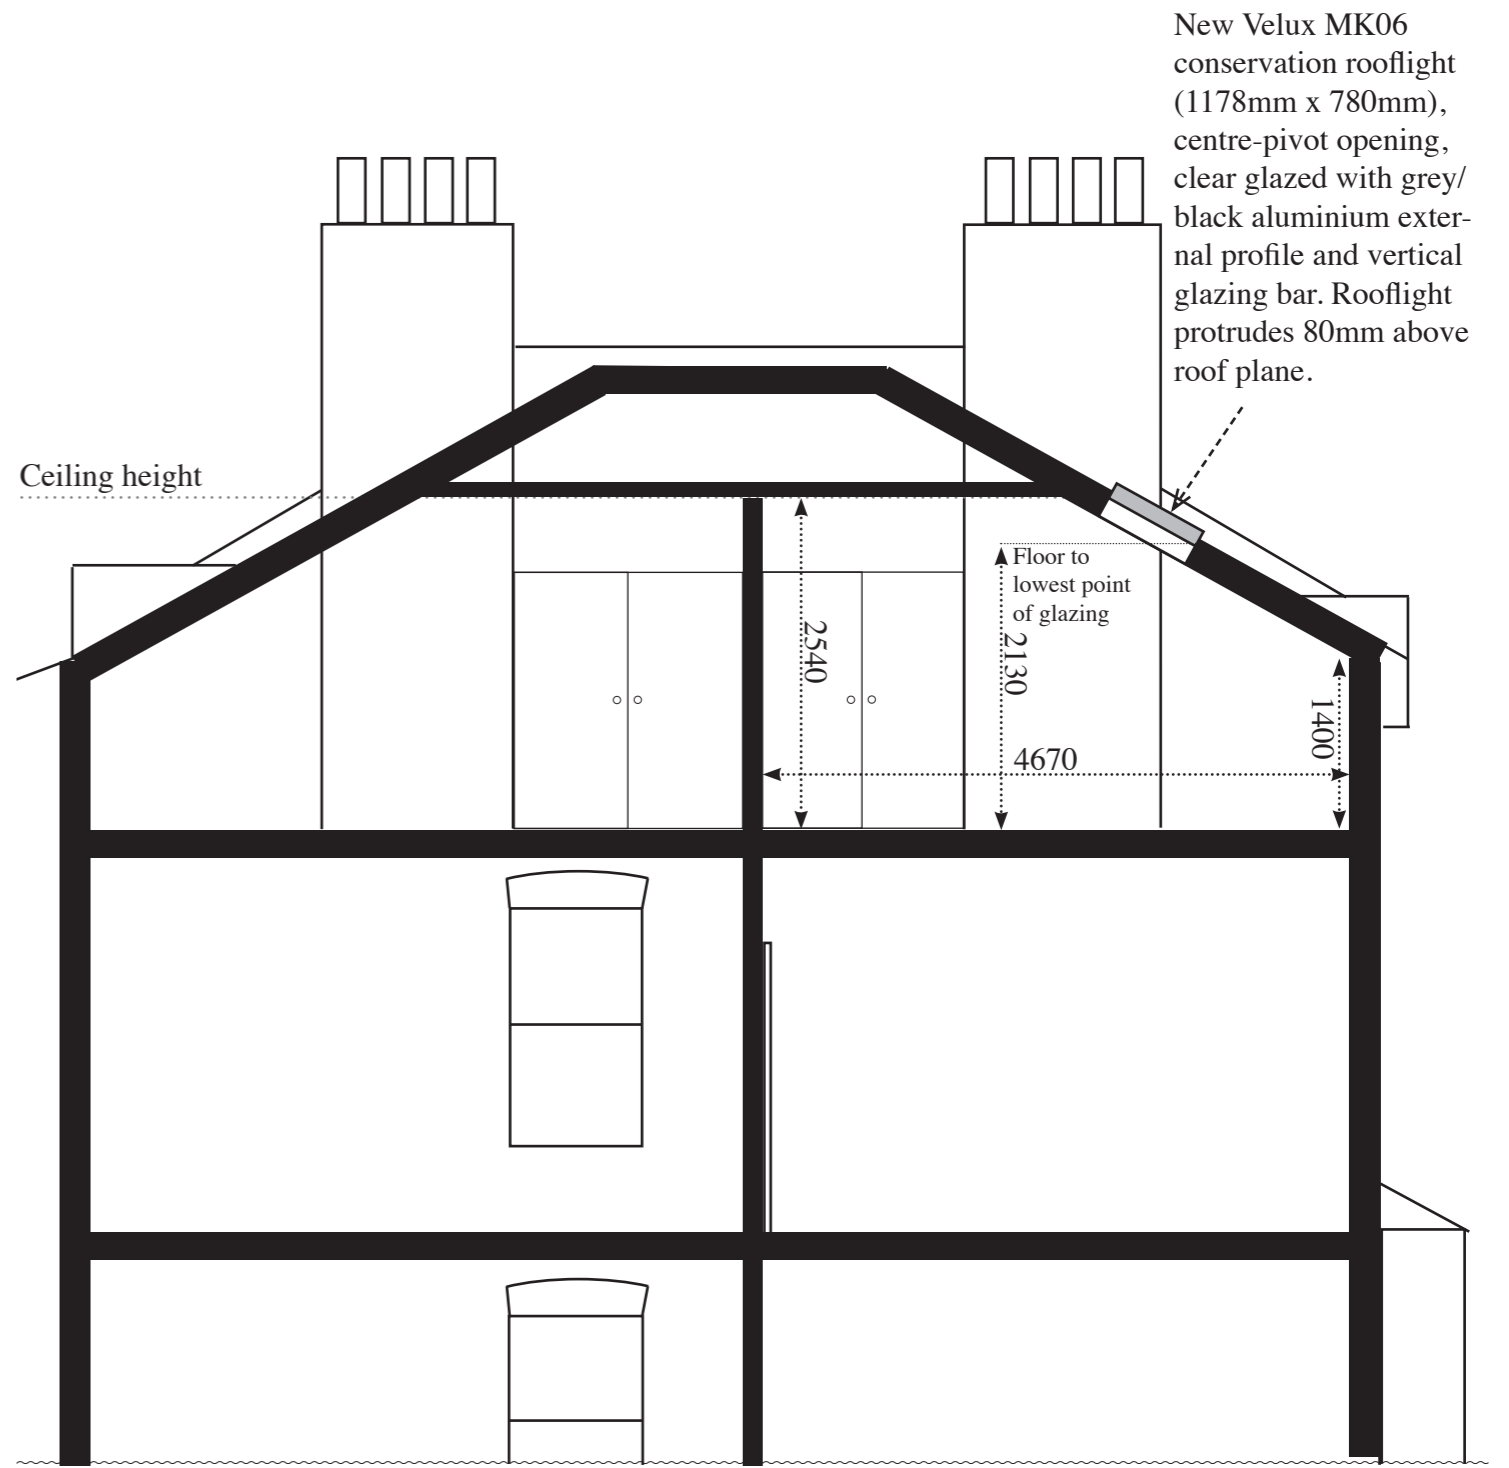 New Velux MK06
conservation rooflight
(1178mm x 780mm),
centre-pivot opening,
clear glazed with grey/
black aluminium exter-
nal profile and vertical
glazing bar. Rooflight
protrudes 80mm above
roof plane.
Ceiling height
Floor to
lowest point
of glazing
2540
2130
1400
4670